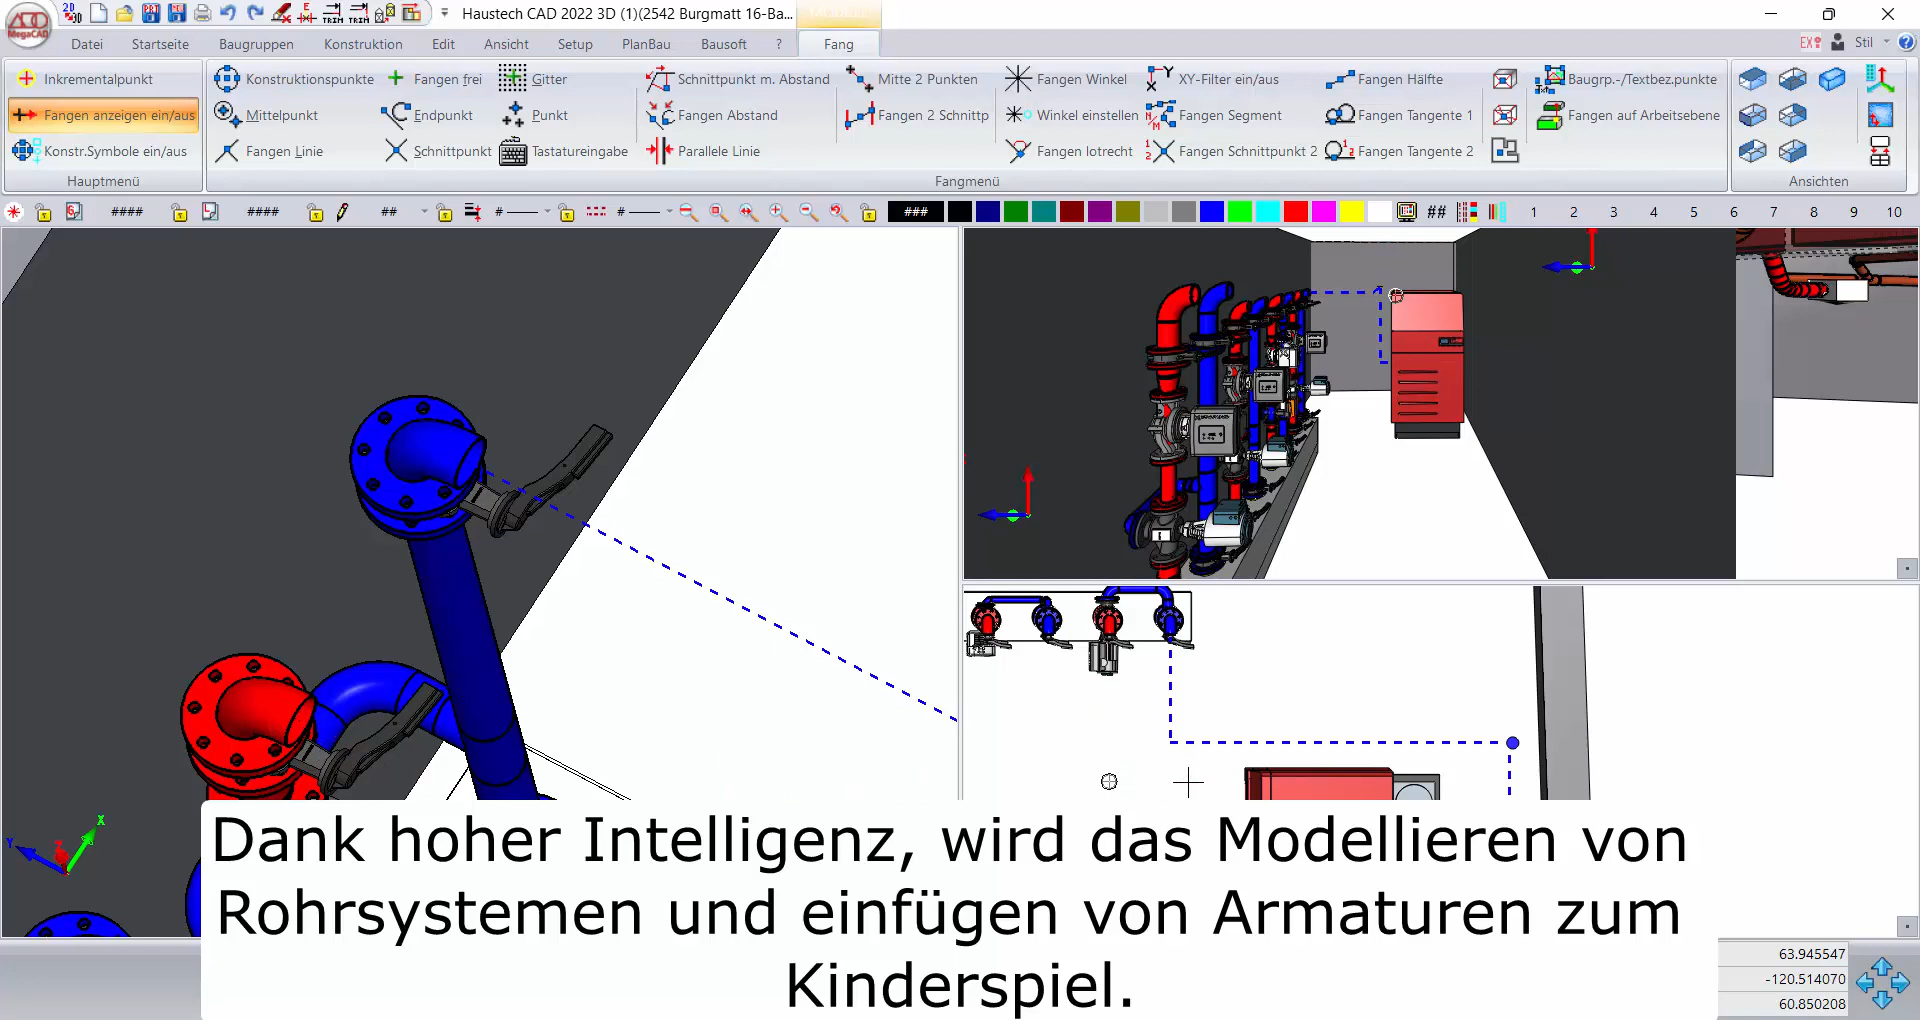 2D
3D
Haustech CAD 2022 3D (1)(2542 Burgmatt 16-Ba...
MegaCAD
Datei Startseite Baugruppen Konstruktion Edit Ansicht Setup PlanBau Bausoft ? Fang
Stil
Inkrementalpunkt
Fangen anzeigen ein/aus
Konstr.Symbole ein/aus
Hauptmenü
Konstruktionspunkte Fangen frei Gitter Schnittpunkt m. Abstand Mitte 2 Punkten Fangen Winkel XY-Filter ein/aus Fangen Hälfte Baugrp.-/Textbez.punkte
Mittelpunkt Endpunkt Punkt Fangen Abstand Fangen 2 Schnittp Winkel einstellen Fangen Segment Fangen Tangente 1 Fangen auf Arbeitsebene
Fangen Linie Schnittpunkt Tastatureingabe Parallele Linie Fangen lotrecht Fangen Schnittpunkt 2 Fangen Tangente 2
Fangmenü
Ansichten
#### #### ## # # ### ## 1 2 3 4 5 6 7 8 9 10
X
Y
Z
Dank hoher Intelligenz, wird das Modellieren von
Rohrsystemen und einfügen von Armaturen zum
Kinderspiel.
63.945547
-120.514070
60.850208